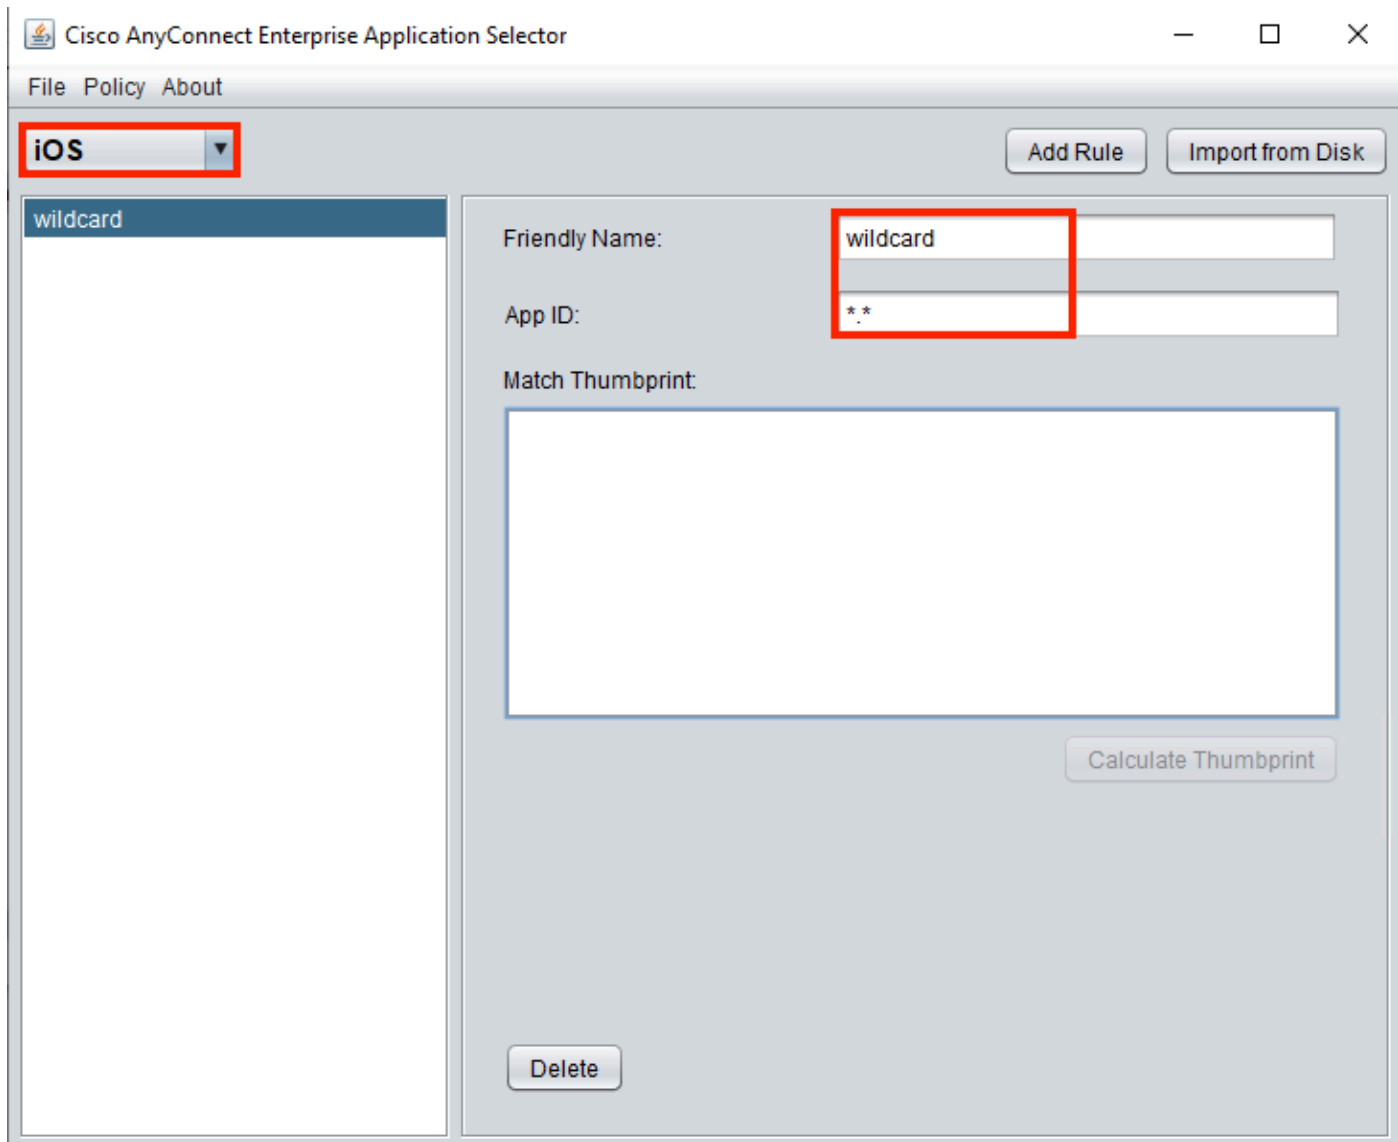 Cisco AnyConnect Enterprise Application Selector
File Policy About
iOS
Add Rule Import from Disk
wildcard
Friendly Name: wildcard
App ID: *.*
Match Thumbprint:
Calculate Thumbprint
Delete